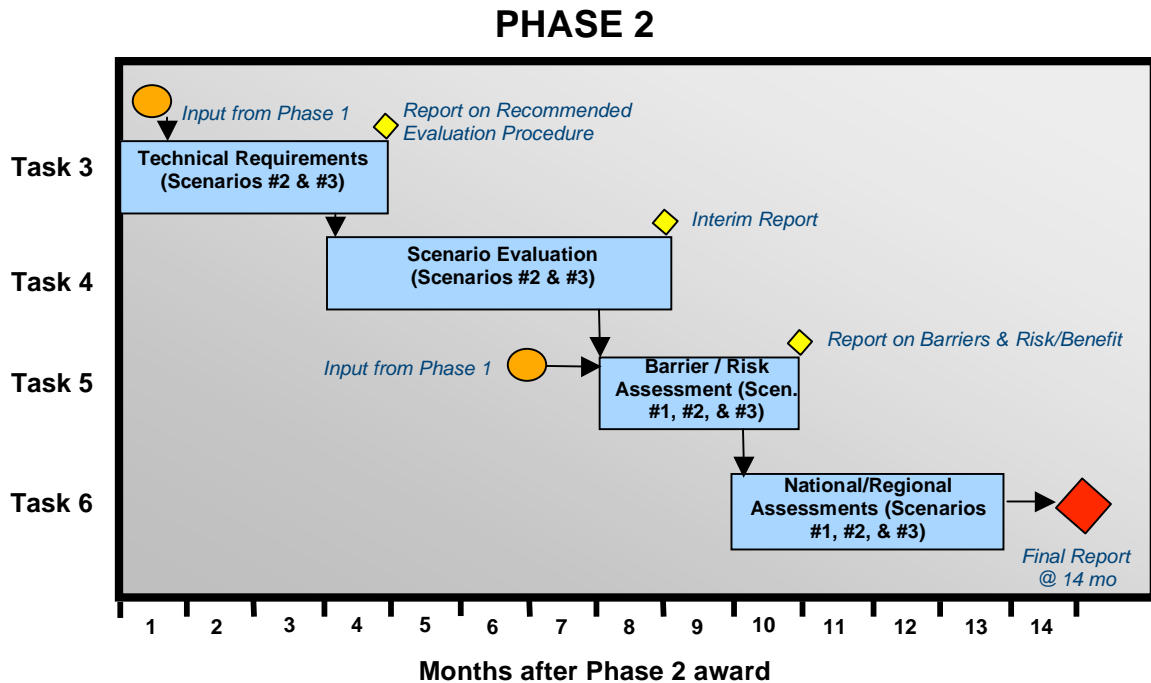 PHASE 2
Input from Phase 1
Report on Recommended
Evaluation Procedure
Task 3
Technical Requirements
(Scenarios #2 & #3)
Interim Report
Task 4
Scenario Evaluation
(Scenarios #2 & #3)
Report on Barriers & Risk/Benefit
Input from Phase 1
Task 5
Barrier / Risk
Assessment (Scen.
#1, #2, & #3)
Task 6
National/Regional
Assessments (Scenarios
#1, #2, & #3)
Final Report
@ 14 mo
1 2 3 4 5 6 7 8 9 10 11 12 13 14
Months after Phase 2 award